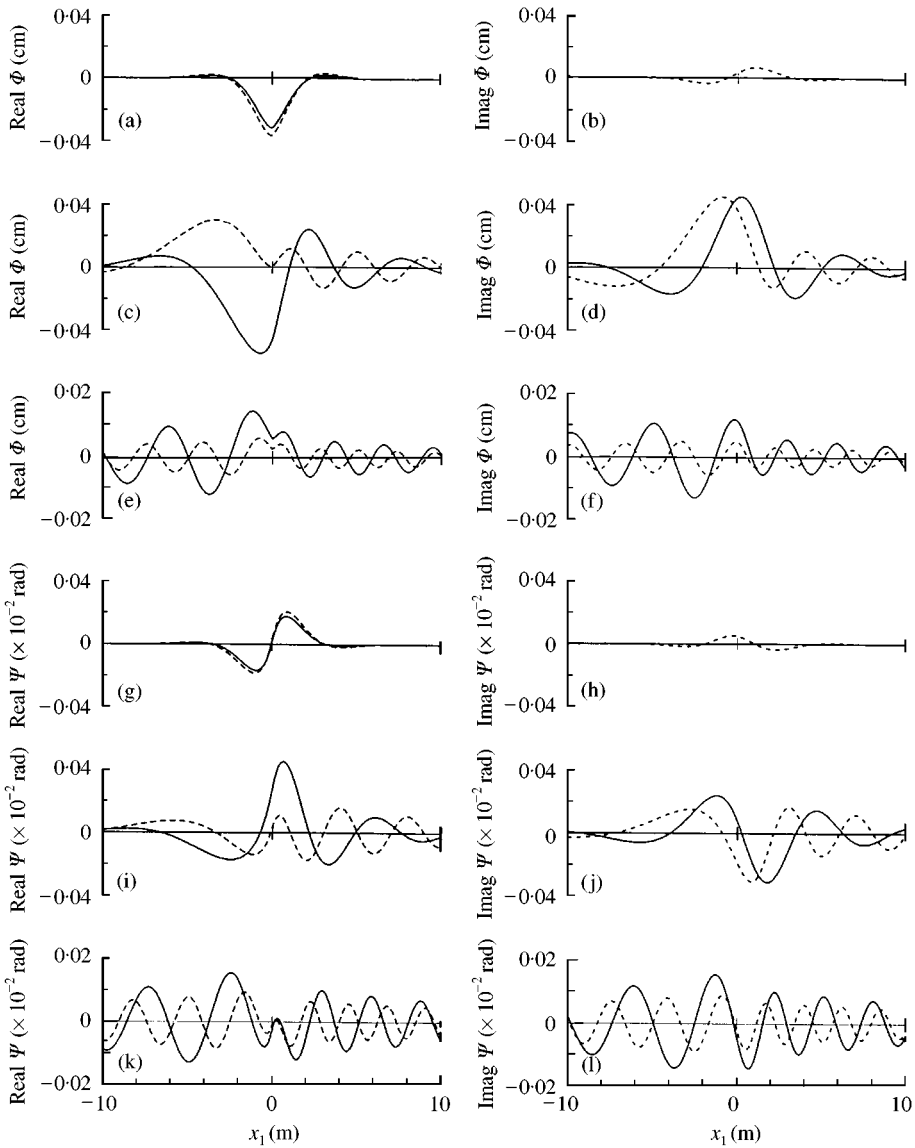 0·04
0
−0·04
Real Φ (cm)
(a)
0·04
0
−0·04
Imag Φ (cm)
(b)
0·04
0
−0·04
Real Φ (cm)
(c)
0·04
0
−0·04
Imag Φ (cm)
(d)
0·02
0
−0·02
Real Φ (cm)
(e)
0·02
0
−0·02
Imag Φ (cm)
(f)
0·04
0
−0·04
Real Ψ (× 10⁻² rad)
(g)
0·04
0
−0·04
Imag Ψ (× 10⁻² rad)
(h)
0·04
0
−0·04
Real Ψ (× 10⁻² rad)
(i)
0·04
0
−0·04
Imag Ψ (× 10⁻² rad)
(j)
0·02
0
−0·02
Real Ψ (× 10⁻² rad)
(k)
−10 0 10
x₁ (m)
0·02
0
−0·02
Imag Ψ (× 10⁻² rad)
(l)
−10 0 10
x₁ (m)